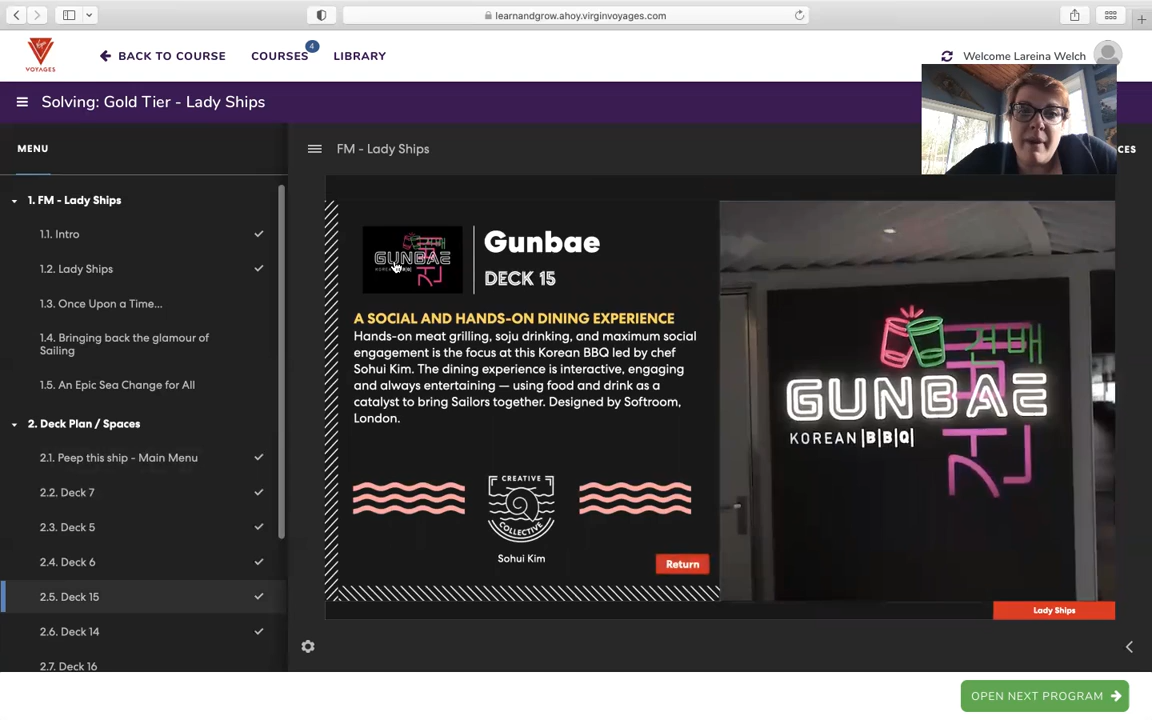 learnandgrow.ahoy.virginvoyages.com
VOYAGES
BACK TO COURSE
COURSES
4
LIBRARY
Welcome Lareina Welch
Solving: Gold Tier - Lady Ships
MENU
FM - Lady Ships
CES
1. FM - Lady Ships
1.1. Intro
1.2. Lady Ships
1.3. Once Upon a Time...
1.4. Bringing back the glamour of
Sailing
1.5. An Epic Sea Change for All
2. Deck Plan / Spaces
2.1. Peep this ship - Main Menu
2.2. Deck 7
2.3. Deck 5
2.4. Deck 6
2.5. Deck 15
2.6. Deck 14
2.7. Deck 16
GUNBAE
Gunbae
DECK 15
A SOCIAL AND HANDS-ON DINING EXPERIENCE
Hands-on meat grilling, soju drinking, and maximum social
engagement is the focus at this Korean BBQ led by chef
Sohui Kim. The dining experience is interactive, engaging
and always entertaining — using food and drink as a
catalyst to bring Sailors together. Designed by Softroom,
London.
CREATIVE
COLLECTIVE
Sohui Kim
Return
건배
GUNBAE
KOREAN |B|B|Q|
Lady Ships
OPEN NEXT PROGRAM